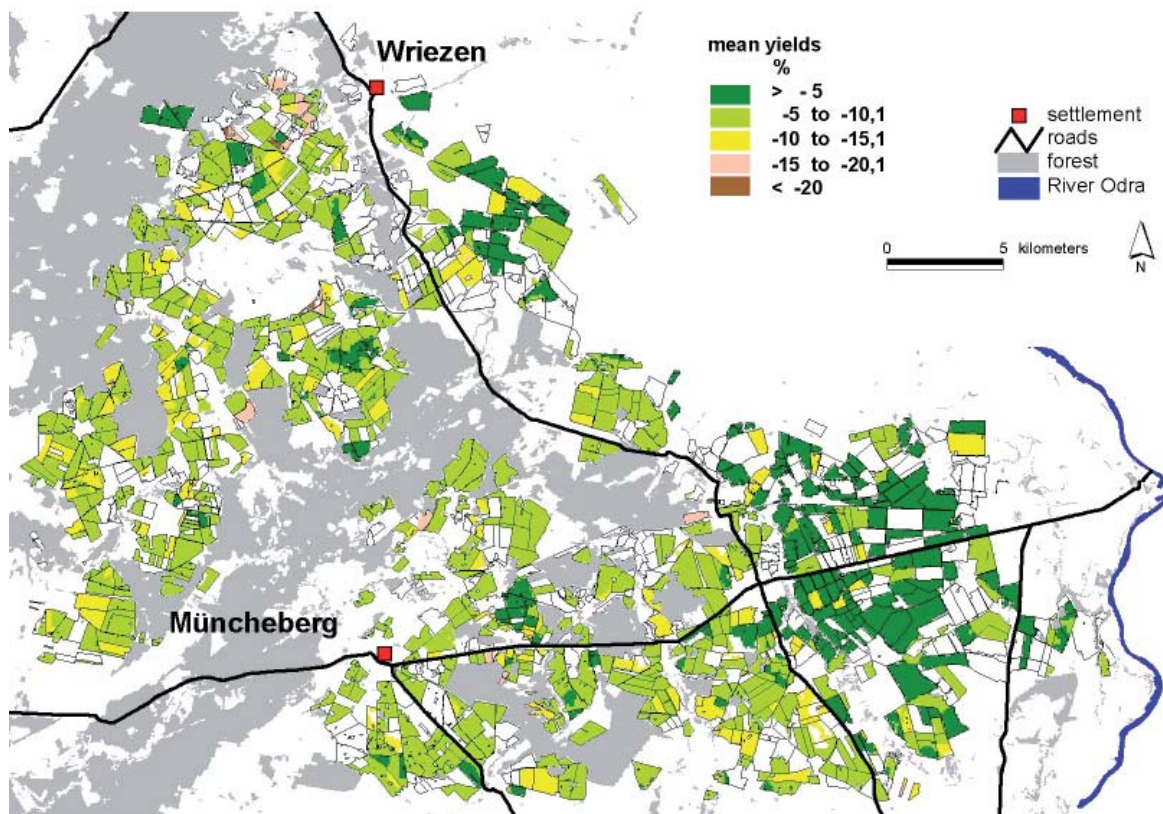 Wriezen
mean yields
%
> - 5
-5 to -10,1
-10 to -15,1
-15 to -20,1
< -20
settlement
roads
forest
River Odra
0 5 kilometers
N
Müncheberg